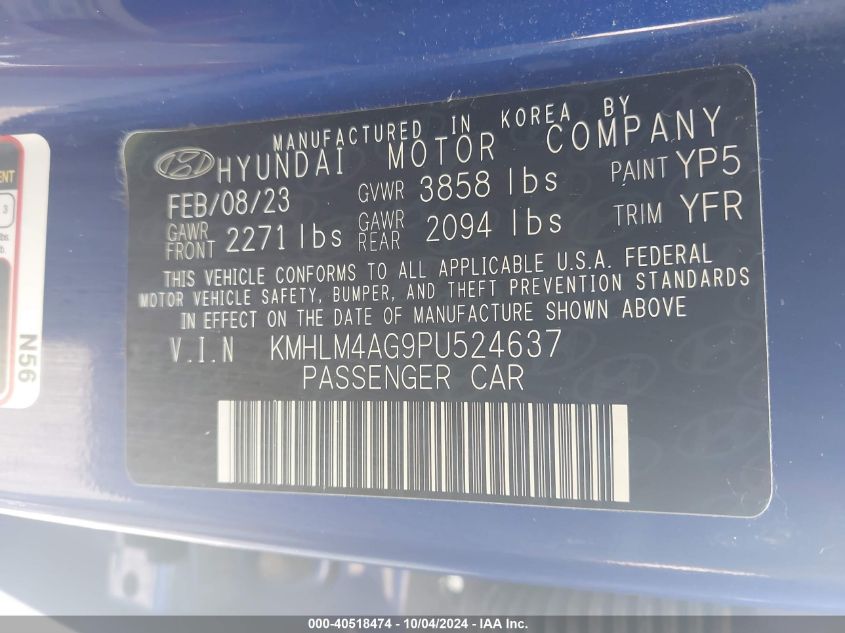 MANUFACTURED IN KOREA BY
HYUNDAI MOTOR COMPANY
FEB/08/23 GVWR 3858 lbs PAINT YP5
GAWR FRONT 2271 lbs GAWR REAR 2094 lbs TRIM YFR
THIS VEHICLE CONFORMS TO ALL APPLICABLE U.S.A. FEDERAL
MOTOR VEHICLE SAFETY, BUMPER, AND THEFT PREVENTION STANDARDS
IN EFFECT ON THE DATE OF MANUFACTURE SHOWN ABOVE
V.I.N KMHLM4AG9PU524637
PASSENGER CAR
N56
3
000-40518474 - 10/04/2024 - IAA Inc.